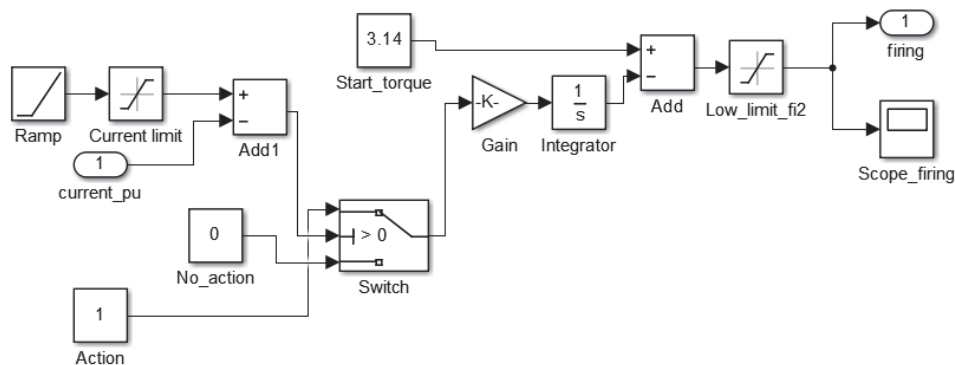 3.14
Start_torque
+
−
Add
Low_limit_fi2
1
firing
Scope_firing
Ramp
Current limit
+
−
Add1
1
current_pu
-K-
Gain
1
s
Integrator
0
No_action
> 0
Switch
1
Action